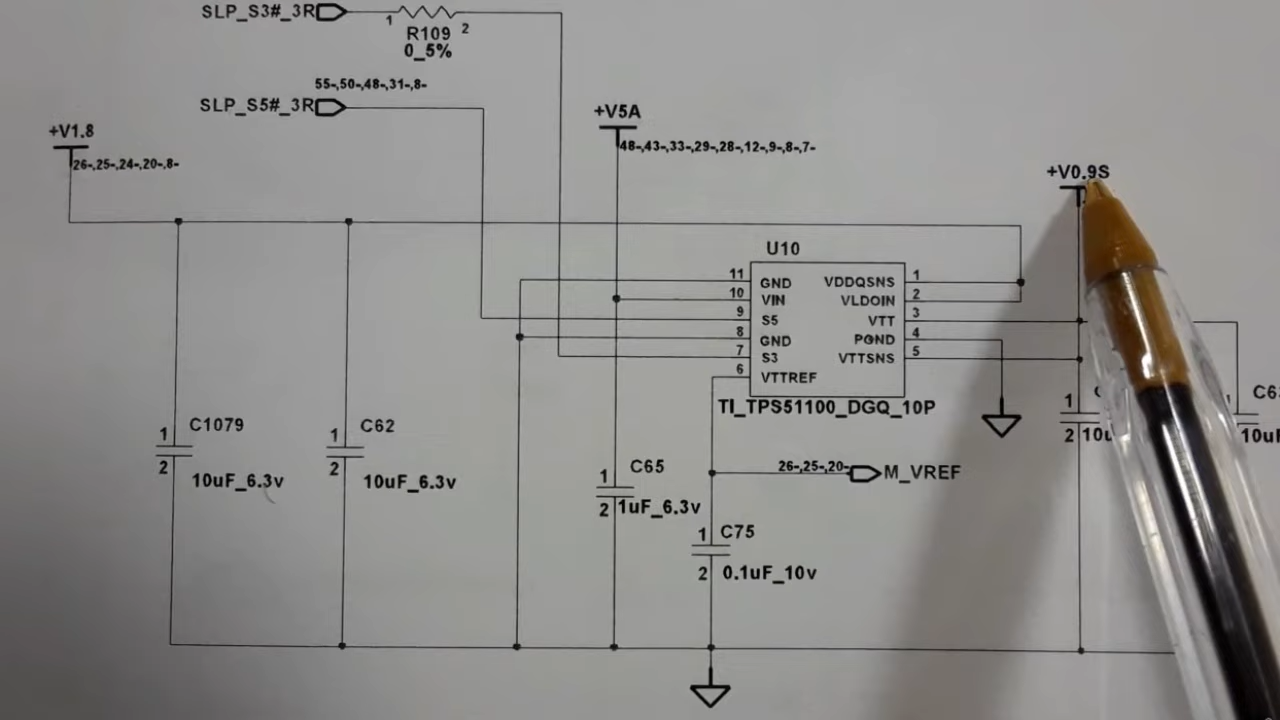 SLP_S3#_3R
1
R109
2
0_5%
55-,50-,48-,31-,8-
SLP_S5#_3R
+V1.8
26-,25-,24-,20-,8-
+V5A
48-,43-,33-,29-,28-,12-,9-,8-,7-
+V0.9S
U10
11 GND VDDQSNS 1
10 VIN VLDOIN 2
9 S5 VTT 3
8 GND PGND 4
7 S3 VTTSNS 5
6 VTTREF
TI_TPS51100_DGQ_10P
1 C1079
2 10uF_6.3v
1 C62
2 10uF_6.3v
1 C65
2 1uF_6.3v
26-,25-,20-
M_VREF
1 C75
2 0.1uF_10v
1
2
1